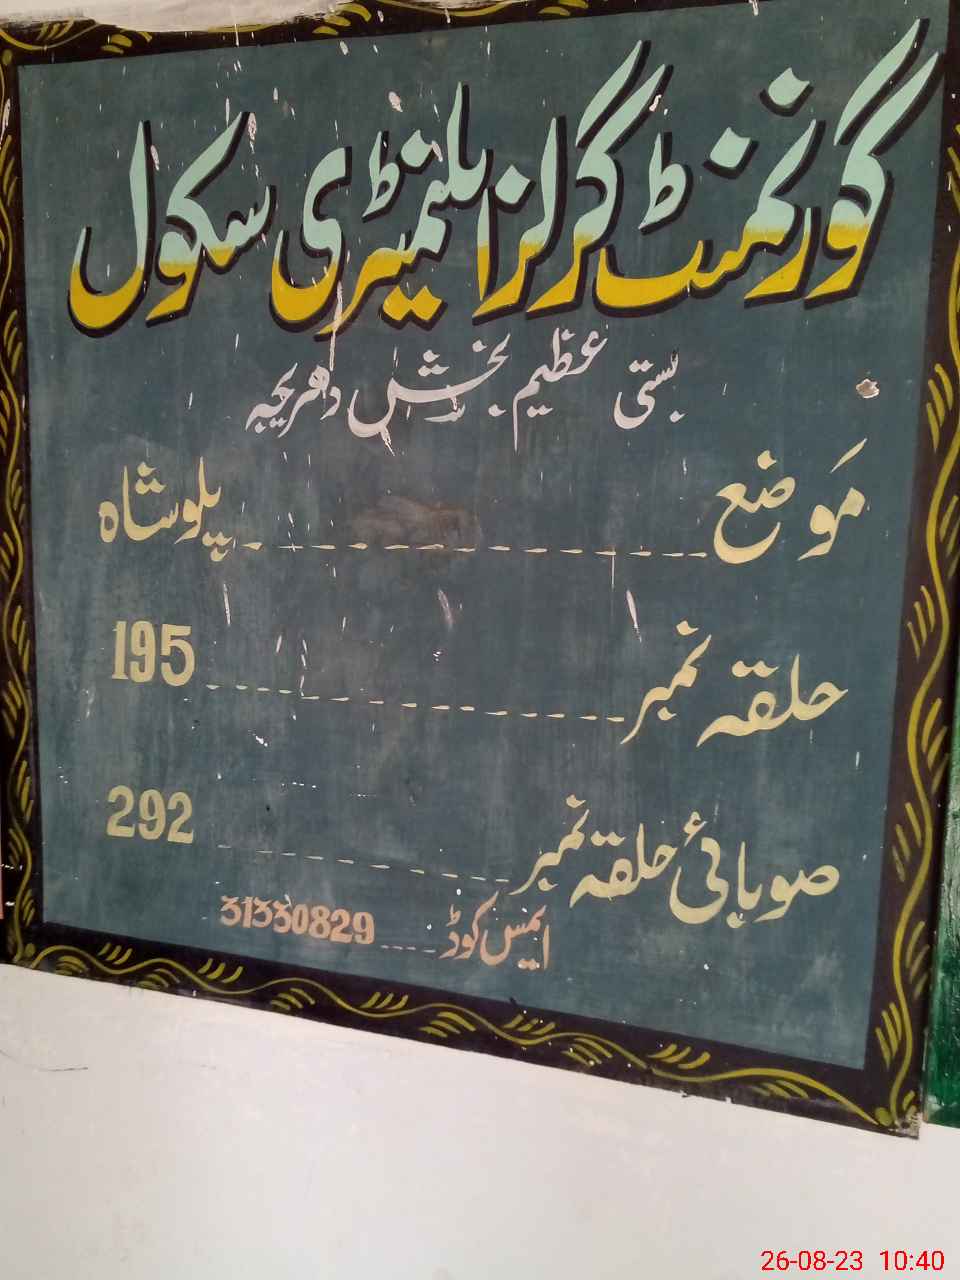 گورنمنٹ گرلز ایلیمنٹری سکول
بستی عظیم بخش دھریجہ
موضع ---------- پلوشاہ
حلقہ نمبر ---------- 195
صوبائی حلقہ نمبر ---------- 292
ایمس کوڈ ---- 31330829
26-08-23 10:40